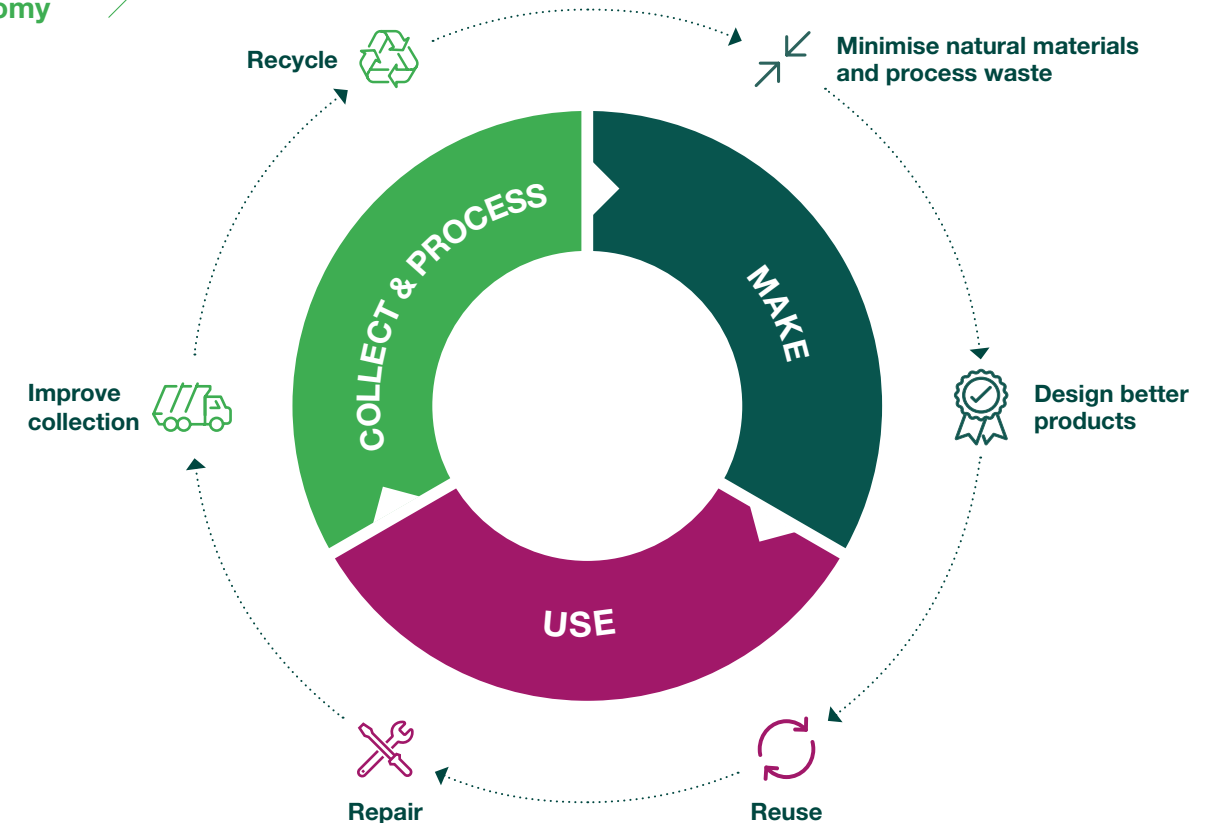 omy
Recycle
Minimise natural materials
and process waste
COLLECT & PROCESS
MAKE
Improve
collection
Design better
products
USE
Repair
Reuse